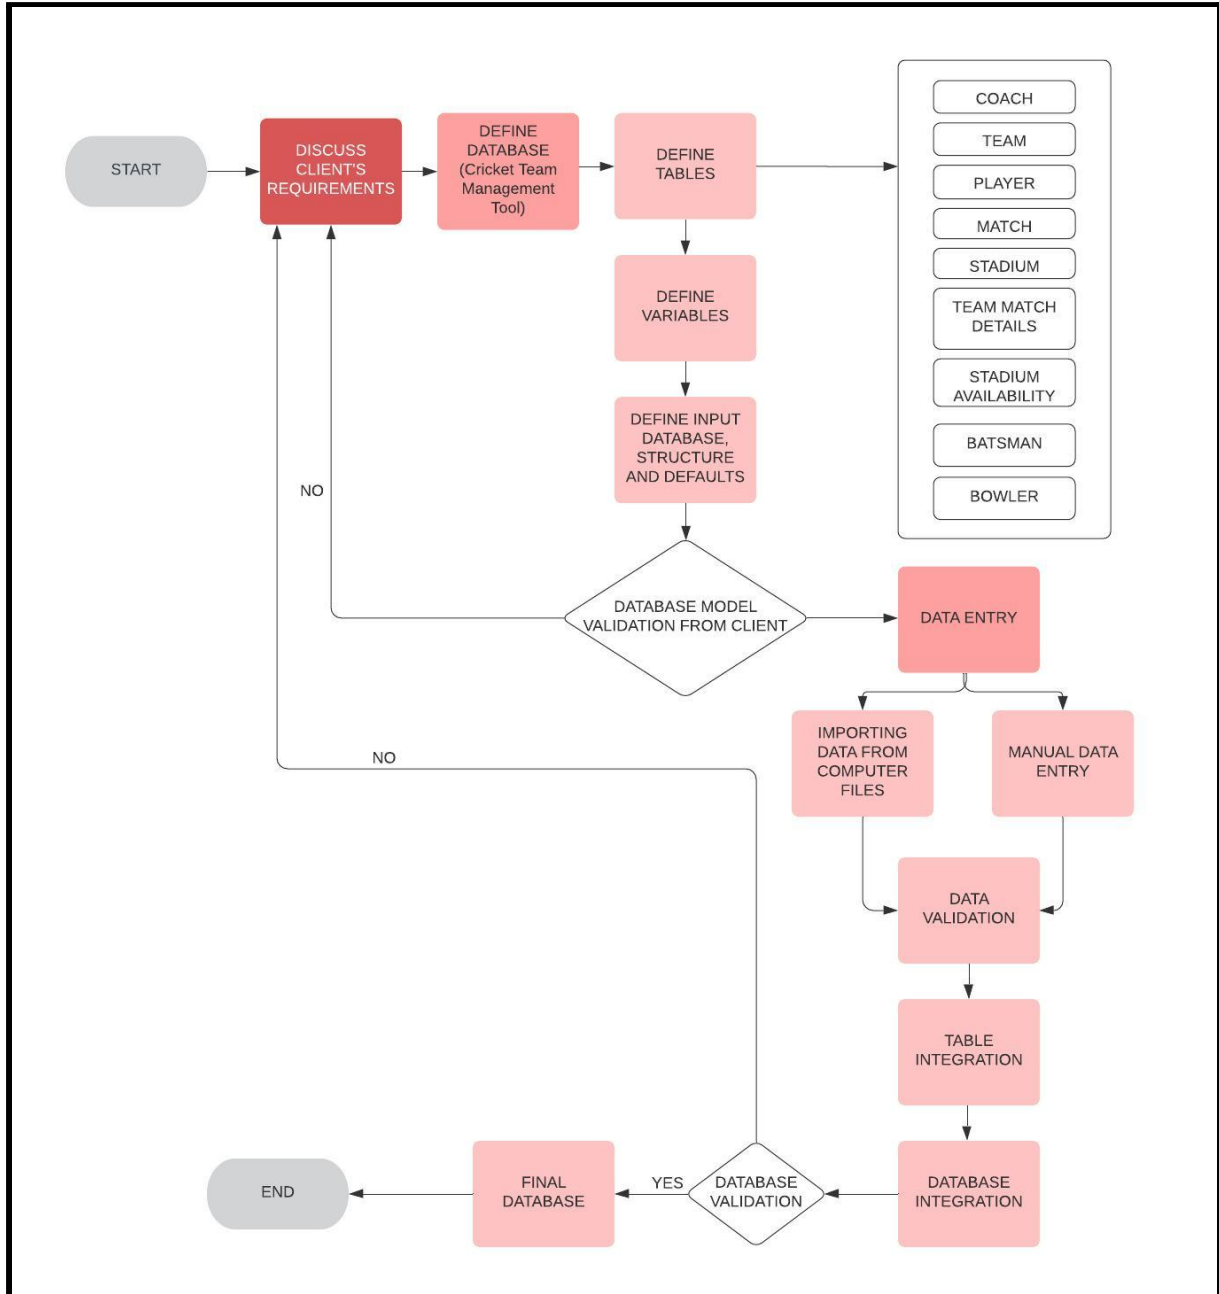 START
DISCUSS
CLIENT'S
REQUIREMENTS
DEFINE
DATABASE
(Cricket Team
Management
Tool)
DEFINE
TABLES
COACH
TEAM
PLAYER
MATCH
STADIUM
TEAM MATCH
DETAILS
STADIUM
AVAILABILITY
BATSMAN
BOWLER
DEFINE
VARIABLES
DEFINE INPUT
DATABASE,
STRUCTURE
AND DEFAULTS
NO
DATABASE MODEL
VALIDATION FROM CLIENT
DATA ENTRY
IMPORTING
DATA FROM
COMPUTER
FILES
MANUAL DATA
ENTRY
NO
DATA
VALIDATION
TABLE
INTEGRATION
DATABASE
INTEGRATION
DATABASE
VALIDATION
YES
FINAL
DATABASE
END